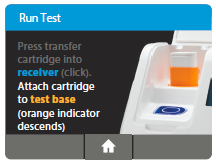 Run Test
Press transfer
cartridge into
receiver (click).
Attach cartridge
to test base
(orange indicator
descends)